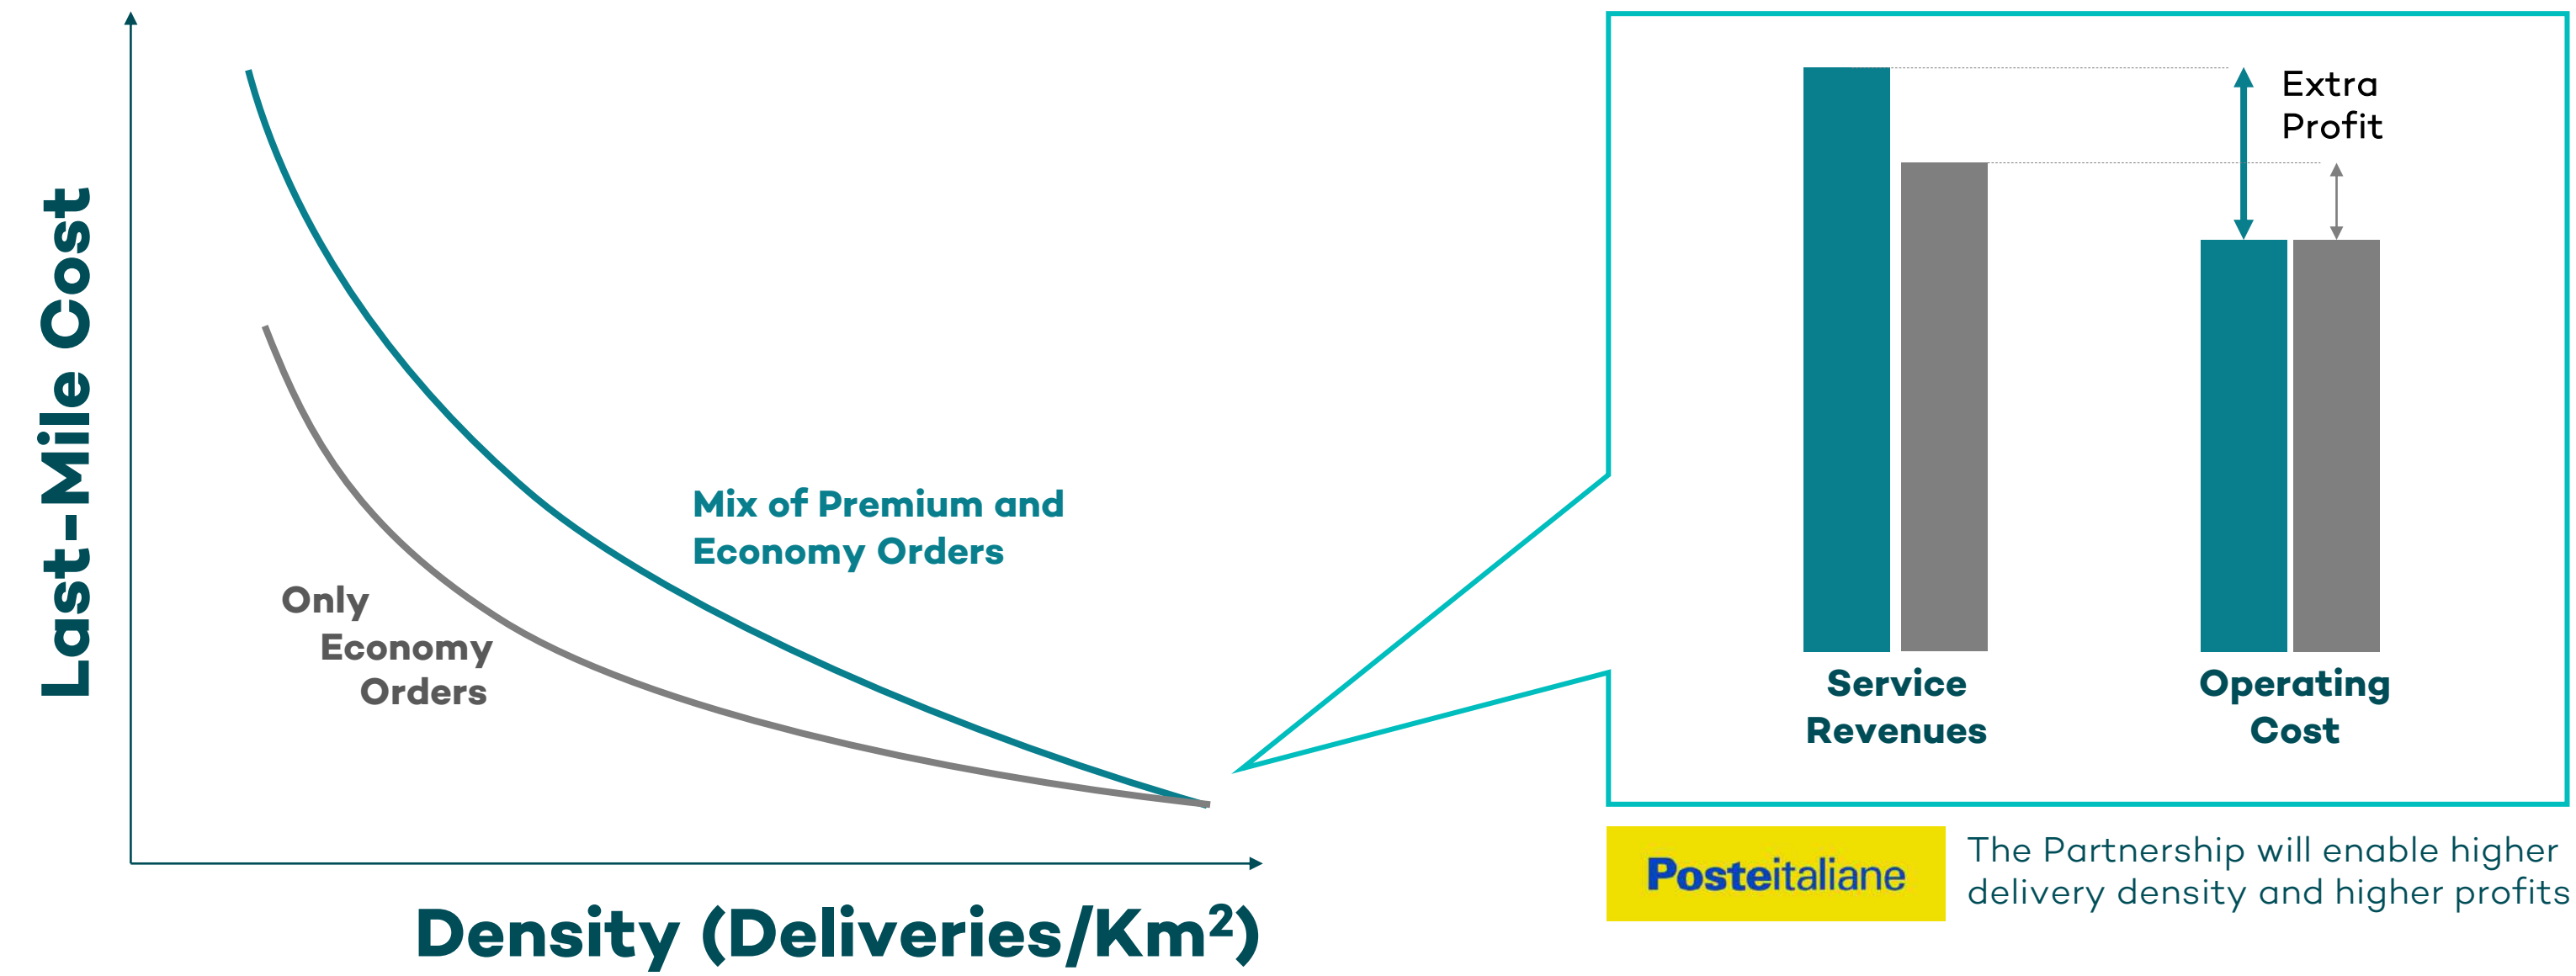 Last-Mile Cost
Mix of Premium and
Economy Orders
Only
Economy
Orders
Density (Deliveries/Km²)
Extra
Profit
Service
Revenues
Operating
Cost
Posteitaliane
The Partnership will enable higher
delivery density and higher profits